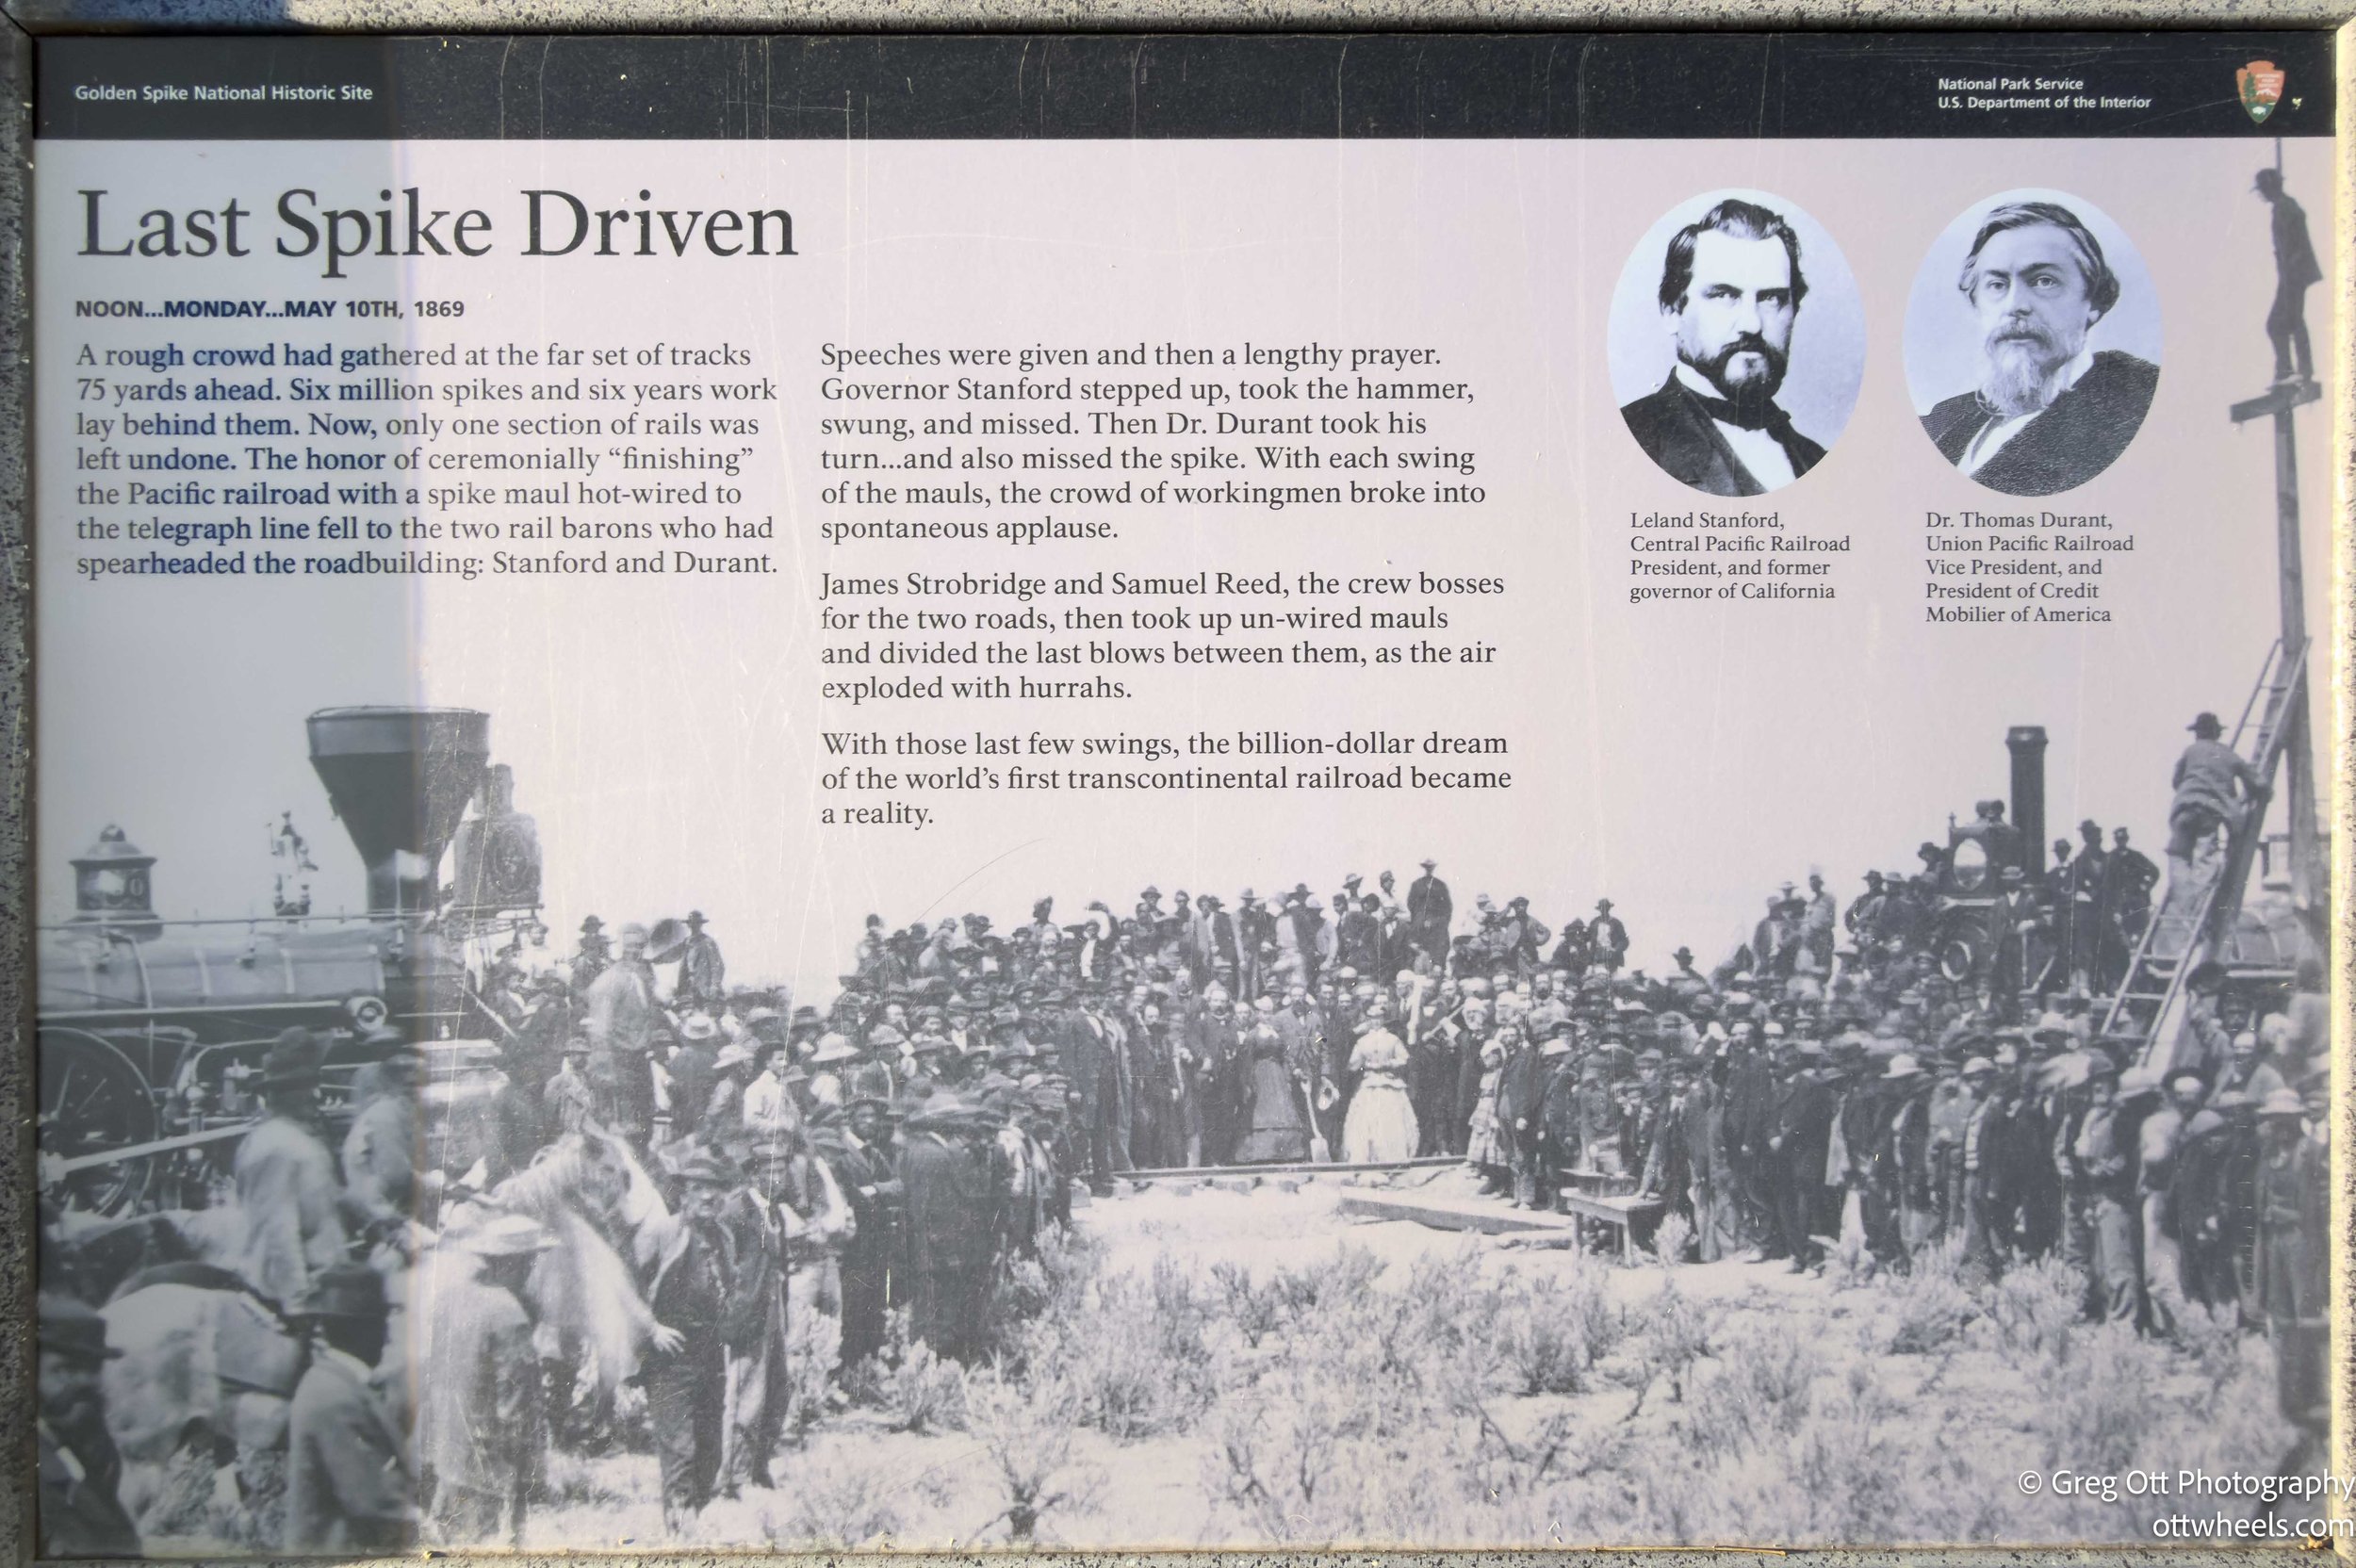 Golden Spike National Historic Site
National Park Service
U.S. Department of the Interior
Last Spike Driven
NOON...MONDAY...MAY 10TH, 1869
A rough crowd had gathered at the far set of tracks
75 yards ahead. Six million spikes and six years work
lay behind them. Now, only one section of rails was
left undone. The honor of ceremonially “finishing”
the Pacific railroad with a spike maul hot-wired to
the telegraph line fell to the two rail barons who had
spearheaded the roadbuilding: Stanford and Durant.
Speeches were given and then a lengthy prayer.
Governor Stanford stepped up, took the hammer,
swung, and missed. Then Dr. Durant took his
turn...and also missed the spike. With each swing
of the mauls, the crowd of workingmen broke into
spontaneous applause.
James Strobridge and Samuel Reed, the crew bosses
for the two roads, then took up un-wired mauls
and divided the last blows between them, as the air
exploded with hurrahs.
With those last few swings, the billion-dollar dream
of the world’s first transcontinental railroad became
a reality.
Leland Stanford,
Central Pacific Railroad
President, and former
governor of California
Dr. Thomas Durant,
Union Pacific Railroad
Vice President, and
President of Credit
Mobilier of America
© Greg Ott Photography
ottwheels.com